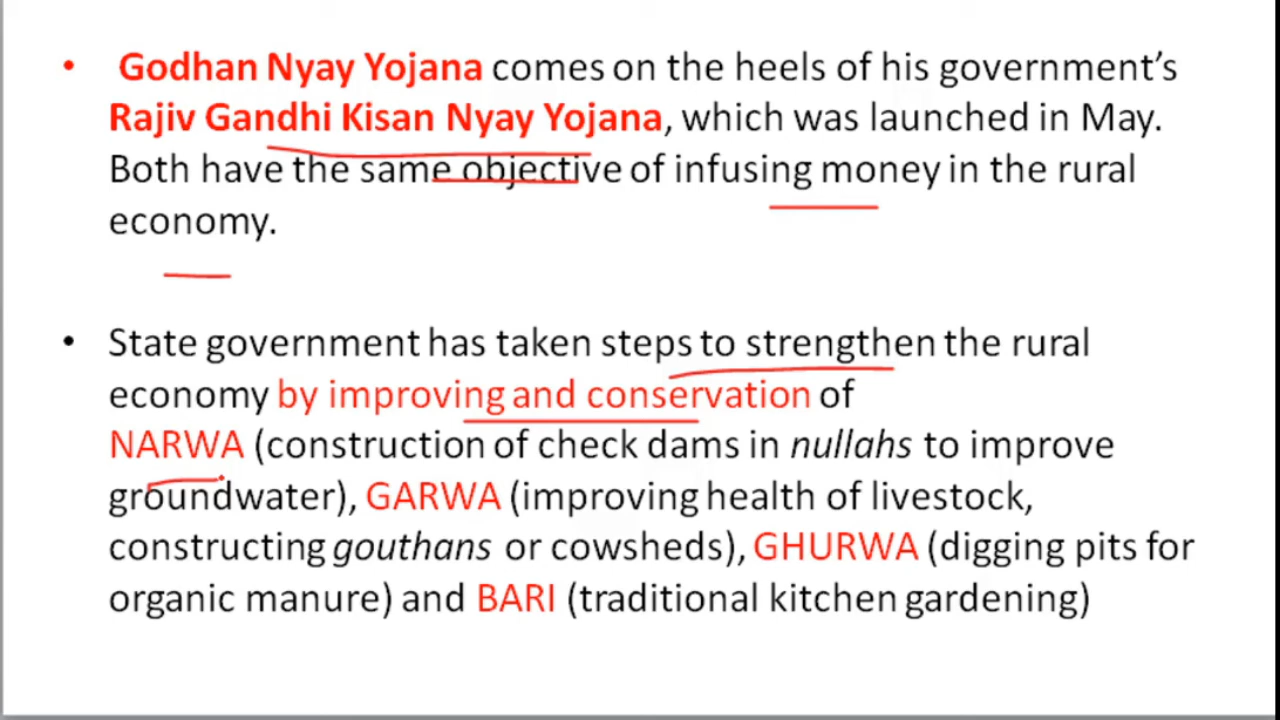 • Godhan Nyay Yojana comes on the heels of his government’s
Rajiv Gandhi Kisan Nyay Yojana, which was launched in May.
Both have the same objective of infusing money in the rural
economy.
• State government has taken steps to strengthen the rural
economy by improving and conservation of
NARWA (construction of check dams in nullahs to improve
groundwater), GARWA (improving health of livestock,
constructing gouthans or cowsheds), GHURWA (digging pits for
organic manure) and BARI (traditional kitchen gardening)